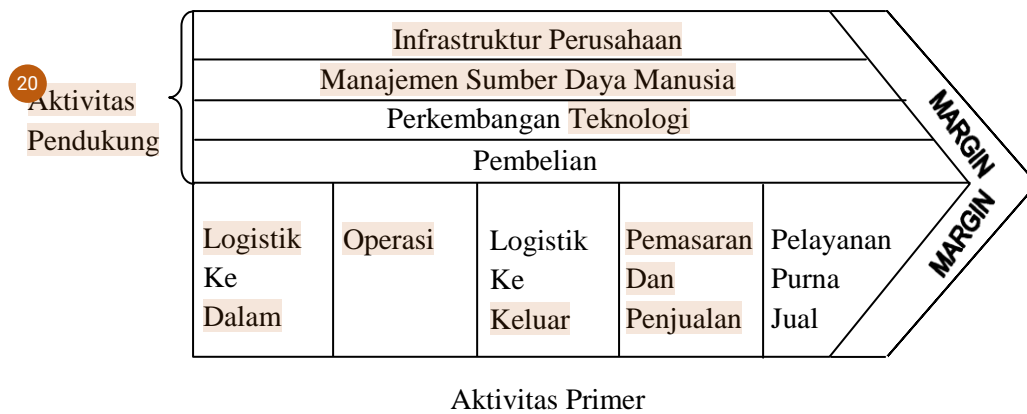 Infrastruktur Perusahaan
Manajemen Sumber Daya Manusia
Perkembangan Teknologi
Pembelian
20
Aktivitas
Pendukung
MARGIN
MARGIN
Logistik
Ke
Dalam
Operasi
Logistik
Ke
Keluar
Pemasaran
Dan
Penjualan
Pelayanan
Purna
Jual
Aktivitas Primer